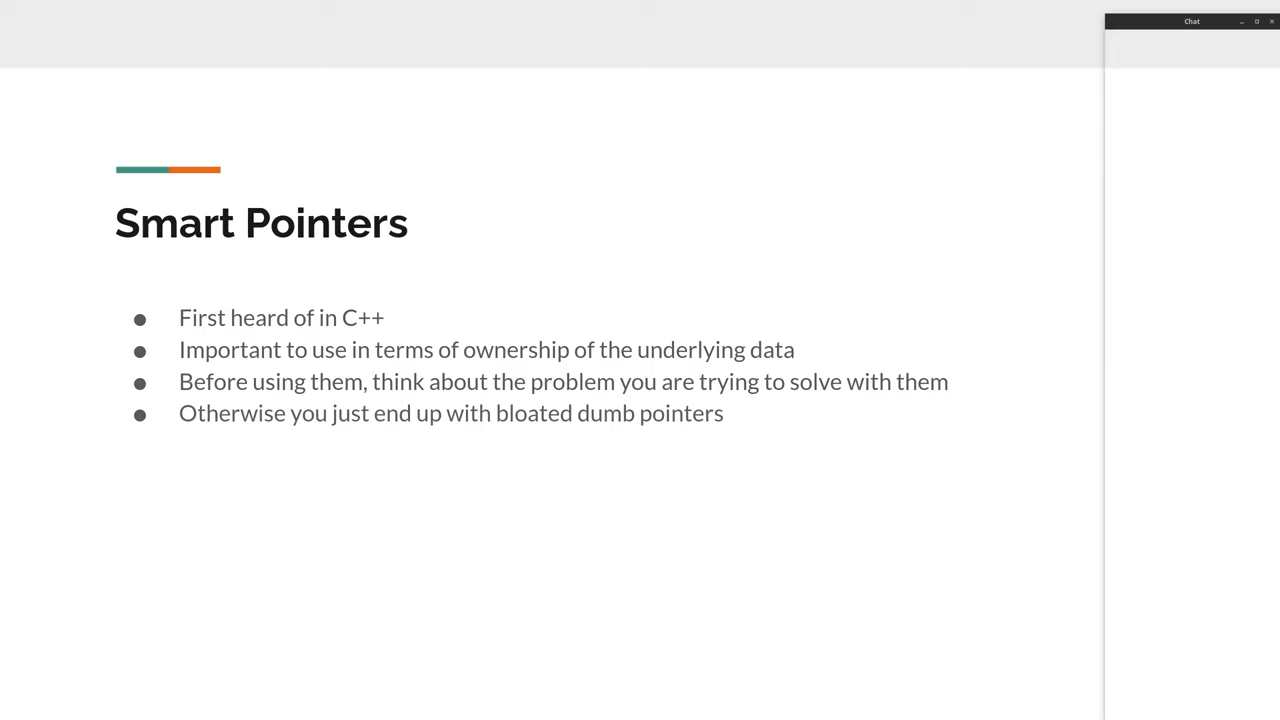 Chat
Smart Pointers
● First heard of in C++
● Important to use in terms of ownership of the underlying data
● Before using them, think about the problem you are trying to solve with them
● Otherwise you just end up with bloated dumb pointers